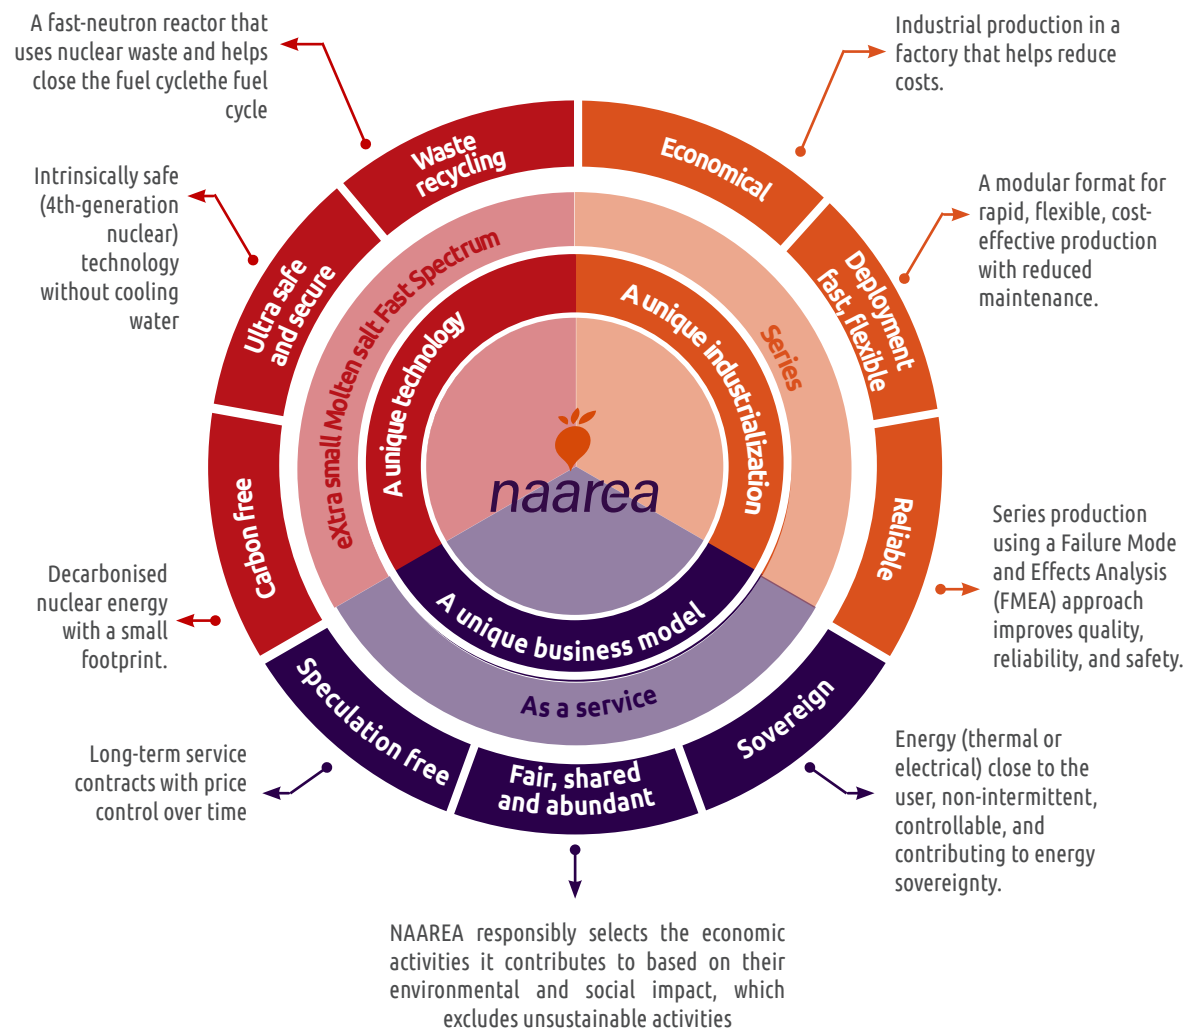 A fast-neutron reactor that
uses nuclear waste and helps
close the fuel cyclethe fuel
cycle
Industrial production in a
factory that helps reduce
costs.
Intrinsically safe
(4th-generation
nuclear)
technology
without cooling
water
A modular format for
rapid, flexible, cost-
effective production
with reduced
maintenance.
Waste
recycling
Economical
Ultra safe
and secure
Deployment
fast, flexible
Carbon free
Reliable
eXtra small Molten salt Fast Spectrum
Series
A unique technology
A unique industrialization
naarea
A unique business model
As a service
Speculation free
Fair, shared
and abundant
Sovereign
Decarbonised
nuclear energy
with a small
footprint.
Series production
using a Failure Mode
and Effects Analysis
(FMEA) approach
improves quality,
reliability, and safety.
Long-term service
contracts with price
control over time
Energy (thermal or
electrical) close to the
user, non-intermittent,
controllable, and
contributing to energy
sovereignty.
NAAREA responsibly selects the economic
activities it contributes to based on their
environmental and social impact, which
excludes unsustainable activities